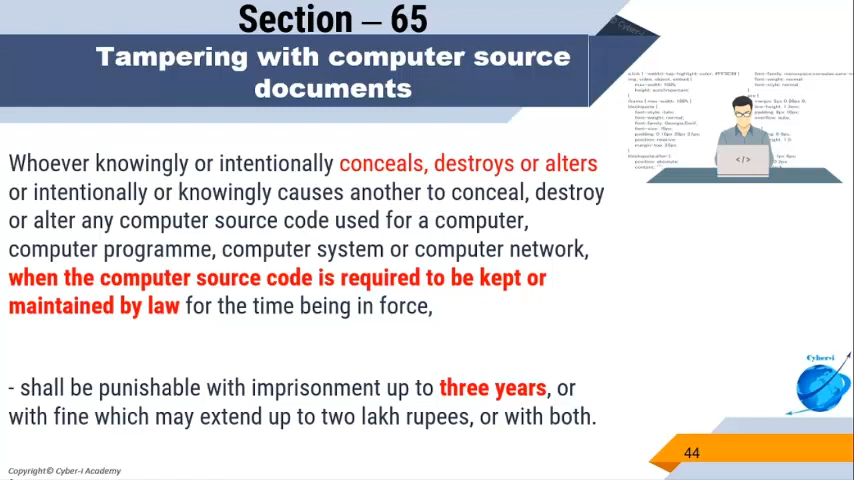 Section – 65
Tampering with computer source
documents
Whoever knowingly or intentionally conceals, destroys or alters
or intentionally or knowingly causes another to conceal, destroy
or alter any computer source code used for a computer,
computer programme, computer system or computer network,
when the computer source code is required to be kept or
maintained by law for the time being in force,
- shall be punishable with imprisonment up to three years, or
with fine which may extend up to two lakh rupees, or with both.
</>
Cyber-i
44
Copyright© Cyber-i Academy